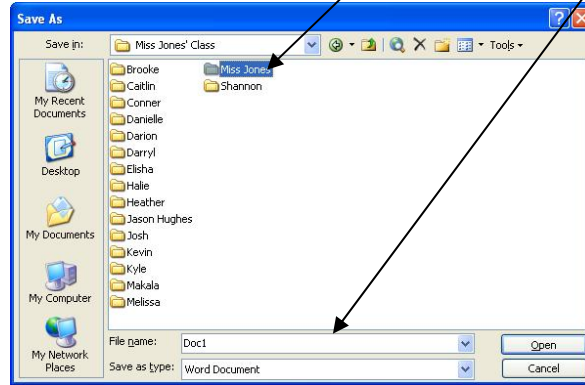 Save As
Save in:
Miss Jones' Class
Tools
My Recent
Documents
Desktop
My Documents
My Computer
My Network
Places
Brooke
Caitlin
Conner
Danielle
Darion
Darryl
Elisha
Halie
Heather
Jason Hughes
Josh
Kevin
Kyle
Makala
Melissa
Miss Jones
Shannon
File name:
Doc1
Open
Save as type:
Word Document
Cancel